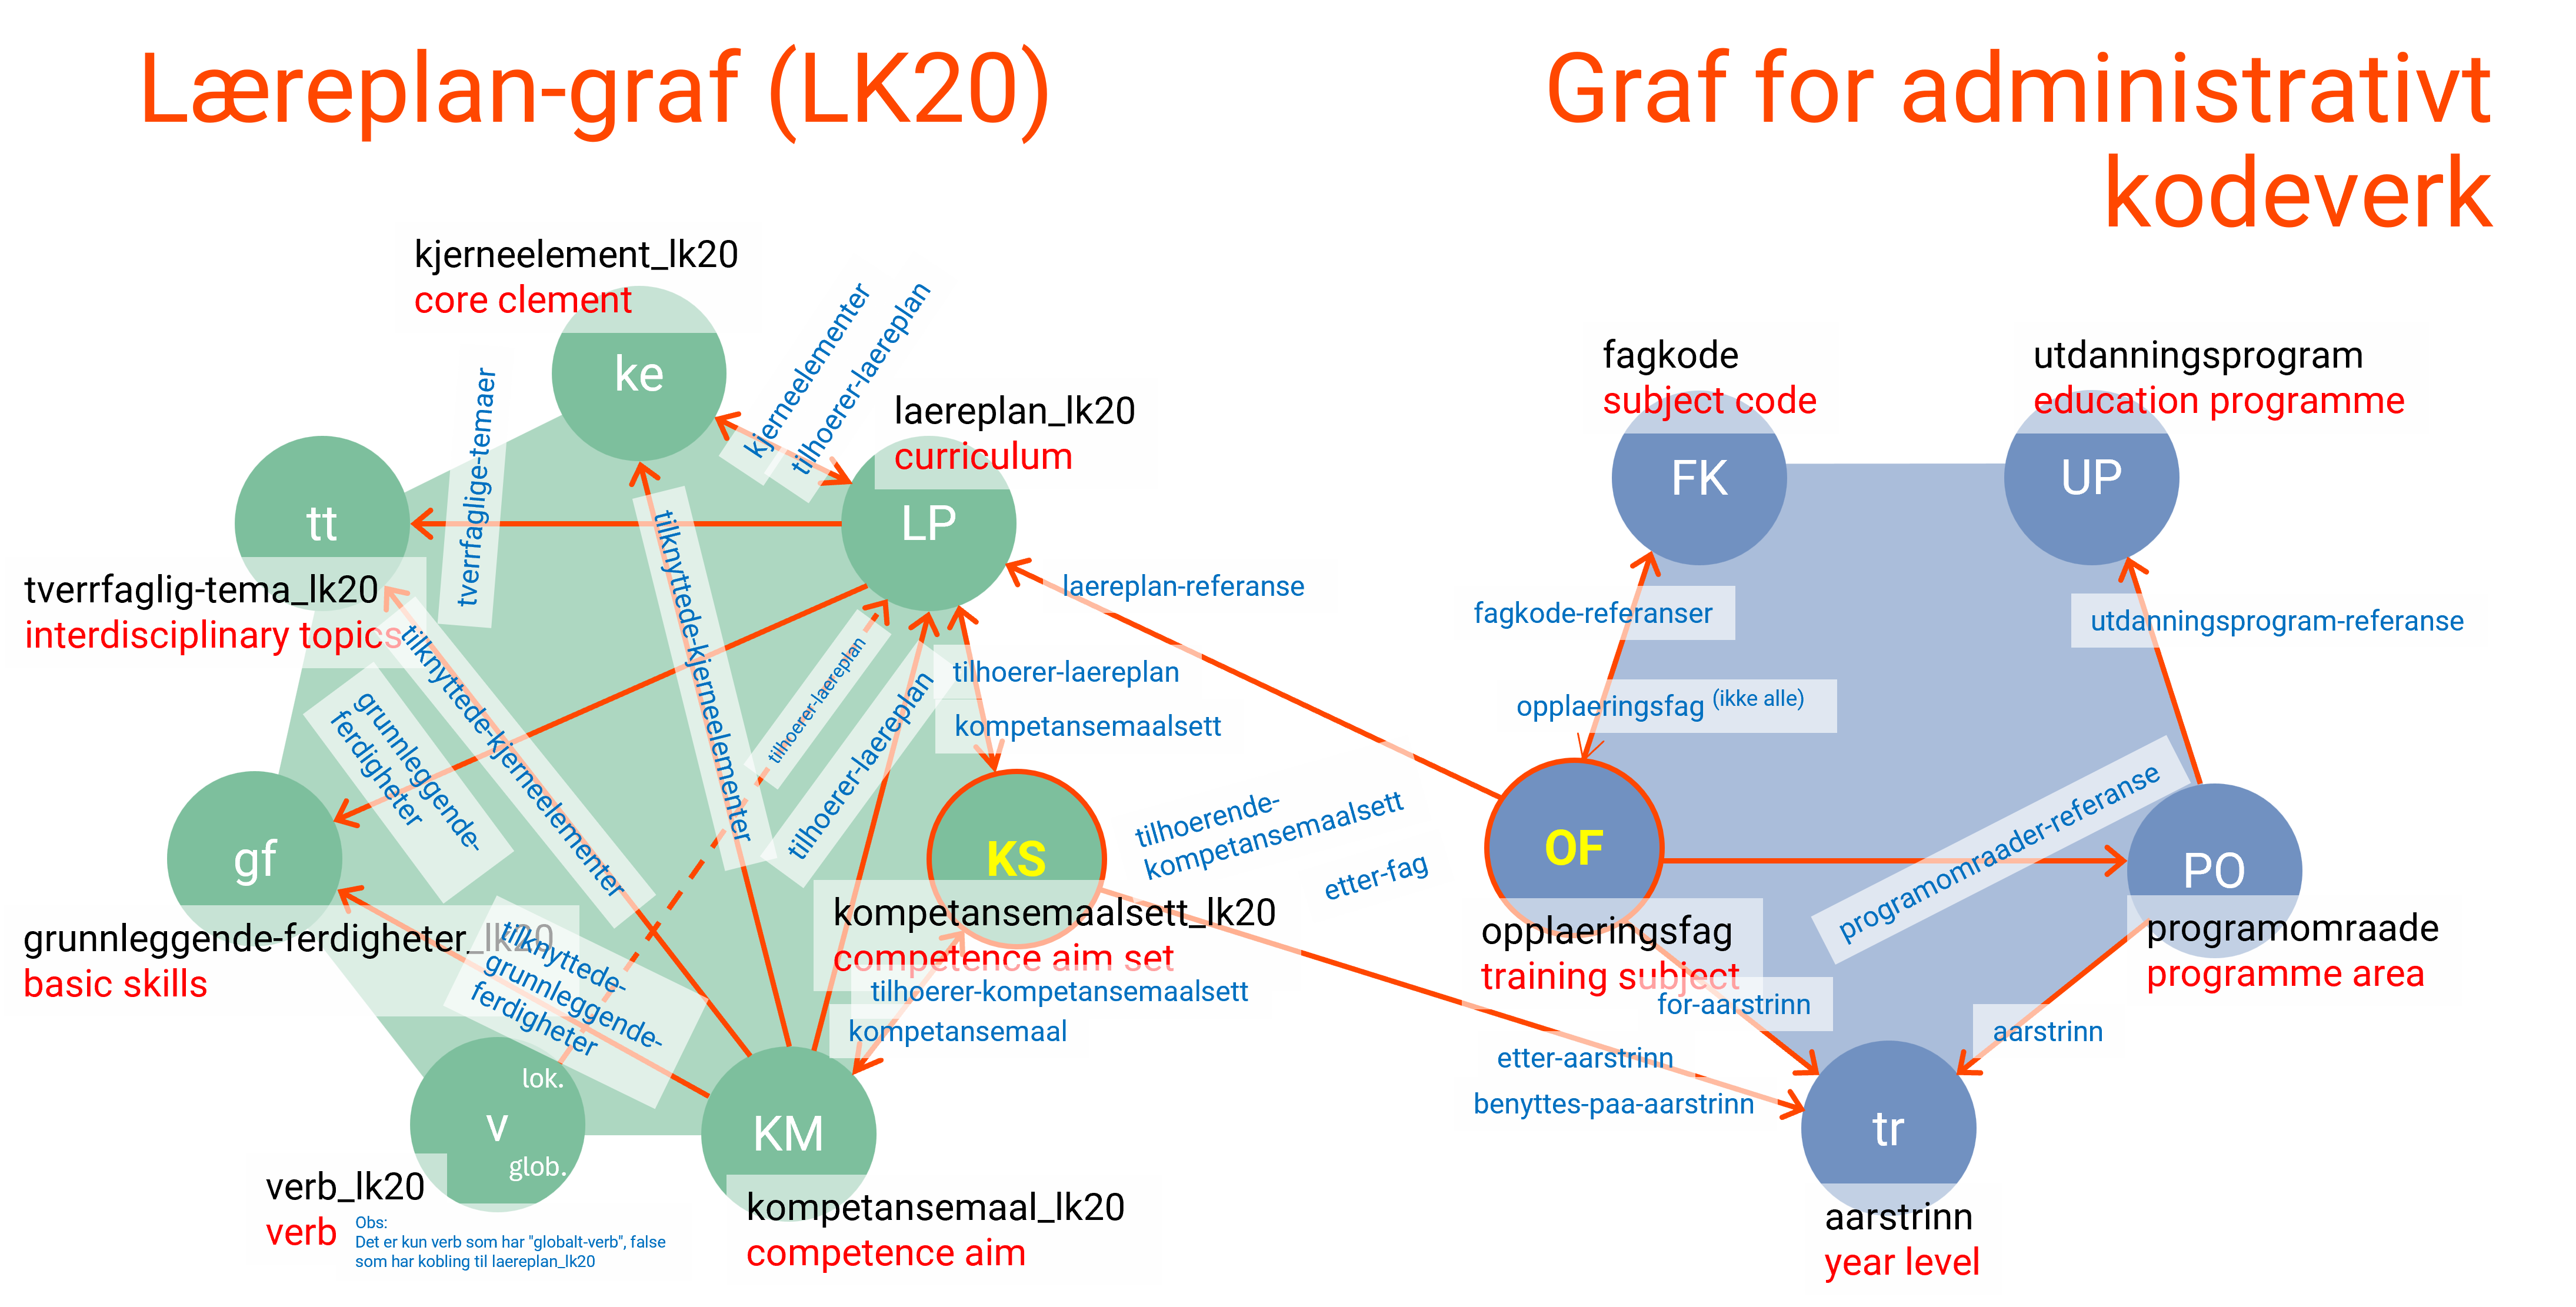 Læreplan-graf (LK20)
Graf for administrativt
kodeverk
kjerneelement_lk20
core clement
ke
kjerneelementer
tilhoerer-laereplan
laereplan_lk20
curriculum
LP
tverrfaglige-temaer
tt
tverrfaglig-tema_lk20
interdisciplinary topics
tilknyttede-kjerneelementer
tilknyttede-kjerneelementer
grunnleggende-
ferdigheter
tilhoerer-laereplan
tilhoerer-laereplan
tilhoerer-laereplan
kompetansemaalsett
laereplan-referanse
gf
grunnleggende-ferdigheter_lk20
basic skills
tilknyttede-
grunnleggende-
ferdigheter
KS
kompetansemaalsett_lk20
competence aim set
tilhoerer-kompetansemaalsett
kompetansemaal
tilhoerende-
kompetansemaalsett
etter-fag
lok.
v
glob.
verb_lk20
verb
Obs:
Det er kun verb som har "globalt-verb", false
som har kobling til laereplan_lk20
KM
kompetansemaal_lk20
competence aim
fagkode
subject code
FK
utdanningsprogram
education programme
UP
fagkode-referanser
opplaeringsfag (ikke alle)
utdanningsprogram-referanse
OF
opplaeringsfag
training subject
programomraader-referanse
PO
programomraade
programme area
for-aarstrinn
aarstrinn
etter-aarstrinn
benyttes-paa-aarstrinn
tr
aarstrinn
year level